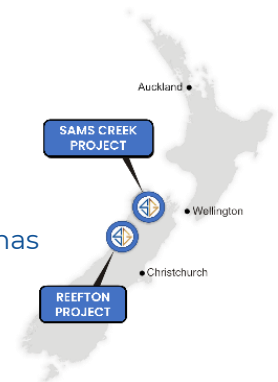 Auckland
SAMS CREEK
PROJECT
Wellington
Christchurch
REEFTON
PROJECT